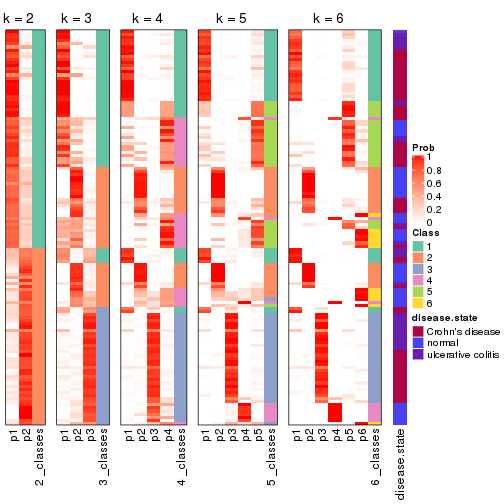 k = 2 k = 3 k = 4 k = 5 k = 6
Prob
1
0.8
0.6
0.4
0.2
0
Class
1
2
3
4
5
6
disease.state
Crohn's disease
normal
ulcerative colitis
p1 p2 2_classes p1 p2 p3 3_classes p1 p2 p3 p4 4_classes p1 p2 p3 p4 p5 5_classes p1 p2 p3 p4 p5 p6 6_classes disease.state